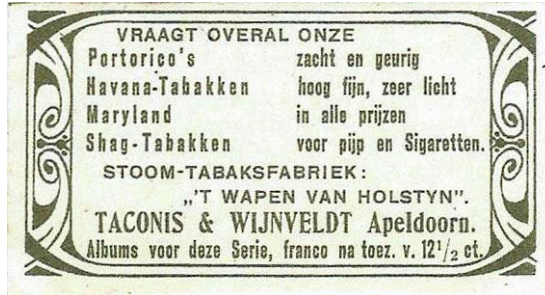 VRAAGT OVERAL ONZE
Portorico's zacht en geurig
Havana-Tabakken hoog fijn, zeer licht
Maryland in alle prijzen
Shag-Tabakken voor pijp en Sigaretten.
STOOM-TABAKSFABRIEK:
„'T WAPEN VAN HOLSTYN".
TACONIS & WIJNVELDT Apeldoorn.
Albums voor deze Serie, franco na toez. v. 12¹/₂ ct.